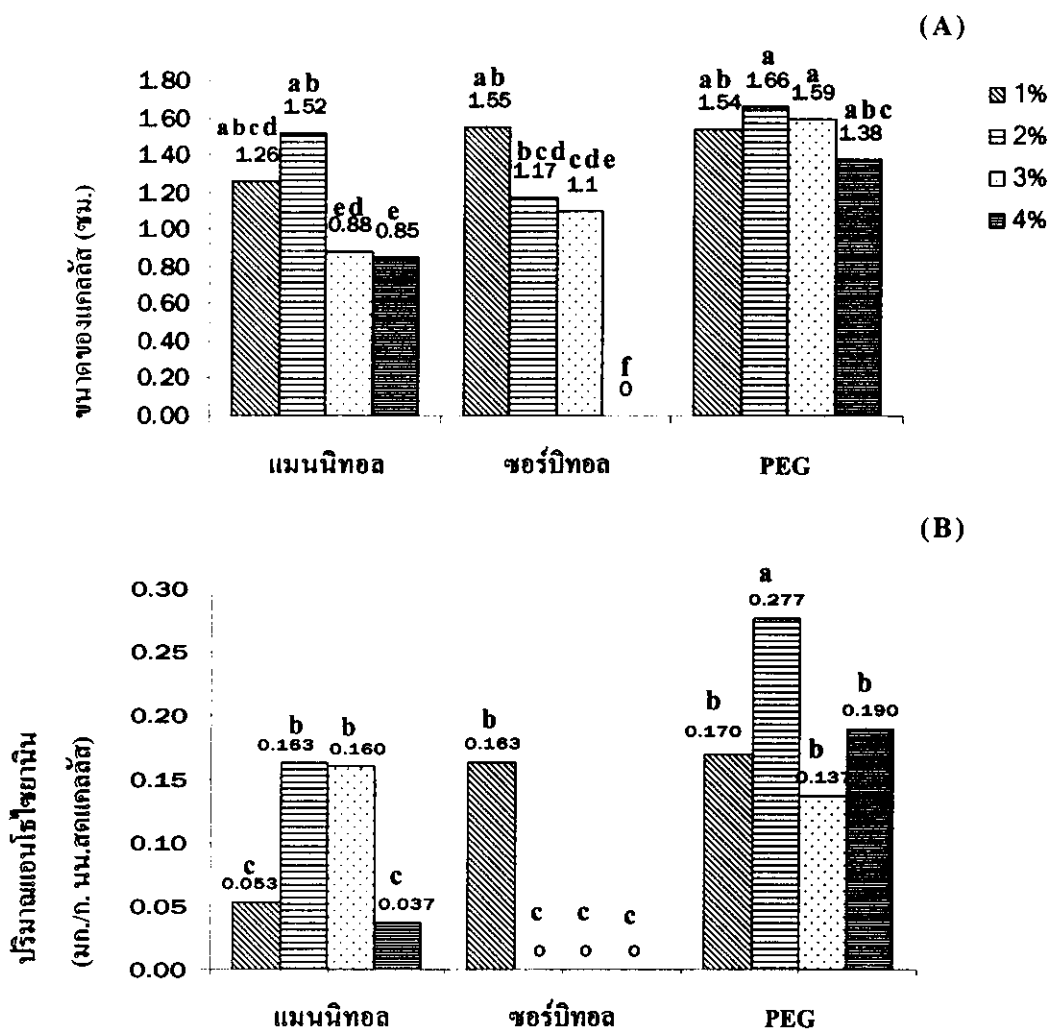 (A)
ขนาดของแคลลัส (ซม.)
1.80
1.60
1.40
1.20
1.00
0.80
0.60
0.40
0.20
0.00
abcd
1.26
ab
1.52
ed
0.88
e
0.85
ab
1.55
bcd
1.17
cde
1.1
f
0
ab
1.54
a
1.66
a
1.59
abc
1.38
1%
2%
3%
4%
แมนนิทอล ซอร์บิทอล PEG
(B)
ปริมาณแอนโธไซยานิน
(มก./ก. นน.สดแคลลัส)
0.30
0.25
0.20
0.15
0.10
0.05
0.00
c
0.053
b
0.163
b
0.160
c
0.037
b
0.163
c
0
c
0
c
0
b
0.170
a
0.277
b
0.137
b
0.190
แมนนิทอล ซอร์บิทอล PEG